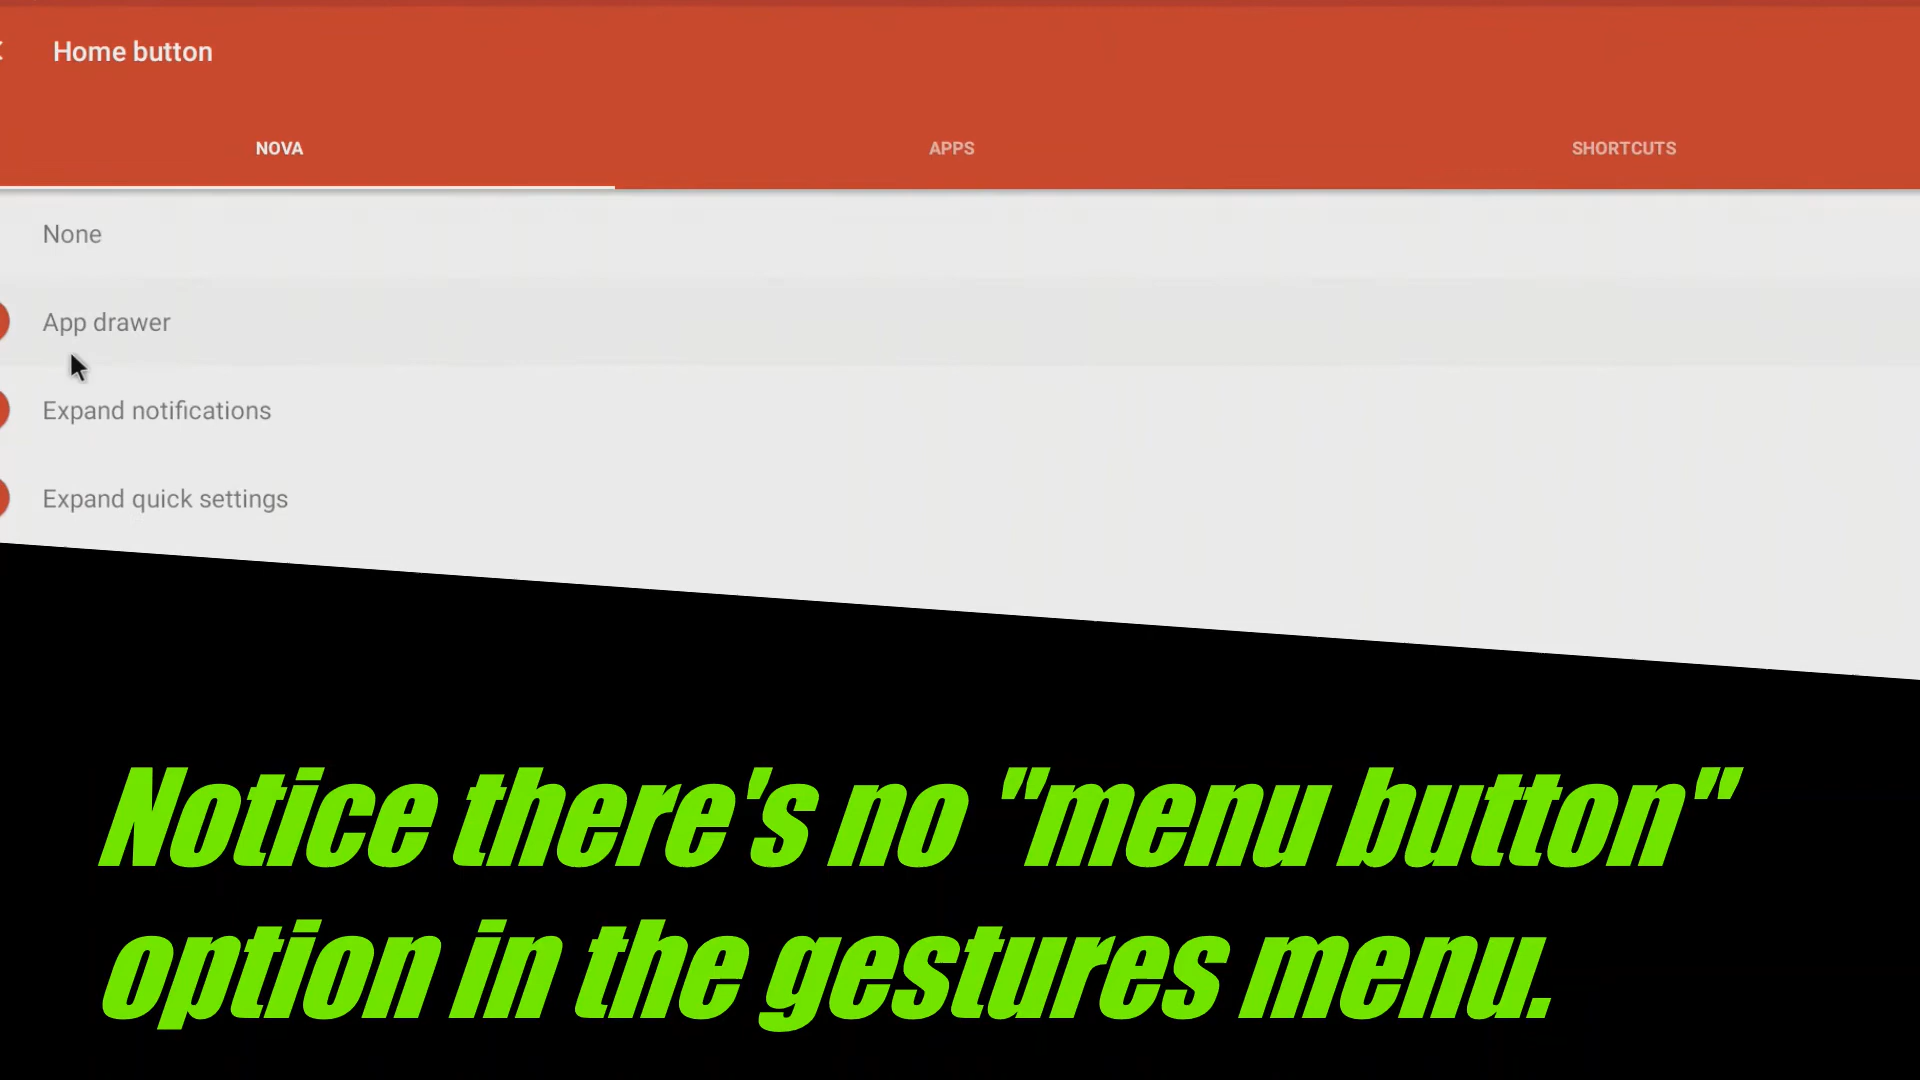 Home button
NOVA
APPS
SHORTCUTS
None
App drawer
Expand notifications
Expand quick settings
Notice there's no "menu button"
option in the gestures menu.